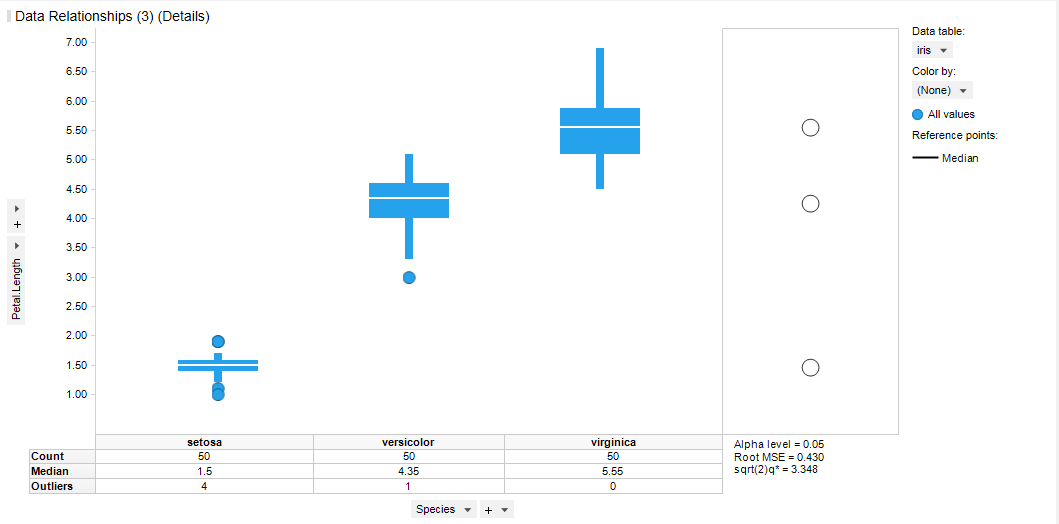 Data Relationships (3) (Details)
Data table:
iris
Color by:
(None)
All values
Reference points:
Median
7.00
6.50
6.00
5.50
5.00
4.50
4.00
3.50
3.00
2.50
2.00
1.50
1.00
+
Petal.Length
setosa versicolor virginica
Count 50 50 50
Median 1.5 4.35 5.55
Outliers 4 1 0
Alpha level = 0.05
Root MSE = 0.430
sqrt(2)q* = 3.348
Species +